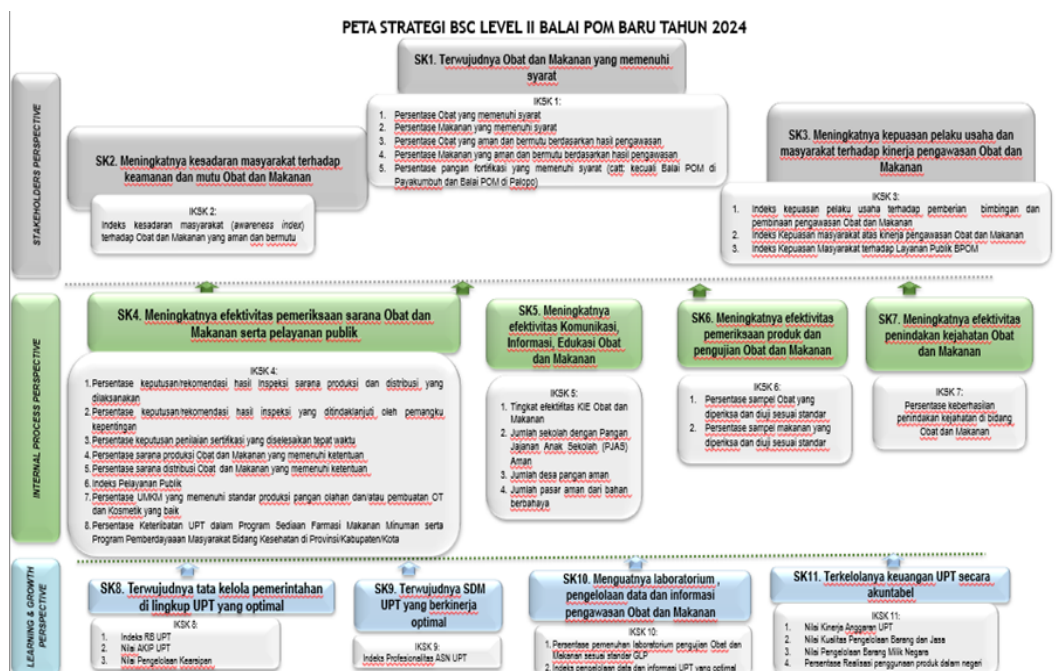 PETA STRATEGI BSC LEVEL II BALAI POM BARU TAHUN 2024
STAKEHOLDERS PERSPECTIVE
SK1. Terwujudnya Obat dan Makanan yang memenuhi
syarat
IKSK 1:
1. Persentase Obat yang memenuhi syarat
2. Persentase Makanan yang memenuhi syarat
3. Persentase Obat yang aman dan bermutu berdasarkan hasil pengawasan
4. Persentase Makanan yang aman dan bermutu berdasarkan hasil pengawasan
5. Persentase pangan fortifikasi yang memenuhi syarat (catt: kecuali Balai POM di
Payakumbuh dan Balai POM di Palopo)
SK2. Meningkatnya kesadaran masyarakat terhadap
keamanan dan mutu Obat dan Makanan
IKSK 2:
Indeks kesadaran masyarakat (awareness index)
terhadap Obat dan Makanan yang aman dan bermutu
SK3. Meningkatnya kepuasan pelaku usaha dan
masyarakat terhadap kinerja pengawasan Obat dan
Makanan
IKSK 3:
1. Indeks kepuasan pelaku usaha terhadap pemberian bimbingan dan
pembinaan pengawasan Obat dan Makanan
2. Indeks Kepuasan masyarakat atas kinerja pengawasan Obat dan Makanan
3. Indeks Kepuasan Masyarakat terhadap Layanan Publik BPOM
INTERNAL PROCESS PERSPECTIVE
SK4. Meningkatnya efektivitas pemeriksaan sarana Obat dan
Makanan serta pelayanan publik
IKSK 4:
1. Persentase keputusan/rekomendasi hasil Inspeksi sarana produksi dan distribusi yang
dilaksanakan
2. Persentase keputusan/rekomendasi hasil inspeksi yang ditindaklanjuti oleh pemangku
kepentingan
3. Persentase keputusan penilaian sertifikasi yang diselesaikan tepat waktu
4. Persentase sarana produksi Obat dan Makanan yang memenuhi ketentuan
5. Persentase sarana distribusi Obat dan Makanan yang memenuhi ketentuan
6. Indeks Pelayanan Publik
7. Persentase UMKM yang memenuhi standar produksi pangan olahan dan/atau pembuatan OT
dan Kosmetik yang baik
8. Persentase Keterlibatan UPT dalam Program Sediaan Farmasi Makanan Minuman serta
Program Pemberdayaaan Masyarakat Bidang Kesehatan di Provinsi/Kabupaten/Kota
SK5. Meningkatnya
efektivitas Komunikasi,
Informasi, Edukasi Obat
dan Makanan
IKSK 5:
1. Tingkat efektifitas KIE Obat dan
Makanan
2. Jumlah sekolah dengan Pangan
Jajanan Anak Sekolah (PJAS)
Aman
3. Jumlah desa pangan aman
4. Jumlah pasar aman dari bahan
berbahaya
SK6. Meningkatnya efektivitas
pemeriksaan produk dan
pengujian Obat dan Makanan
IKSK 6:
1. Persentase sampel Obat yang
diperiksa dan diuji sesuai standar
2. Persentase sampel makanan yang
diperiksa dan diuji sesuai standar
SK7. Meningkatnya efektivitas
penindakan kejahatan Obat
dan Makanan
IKSK 7:
Persentase keberhasilan
penindakan kejahatan di bidang
Obat dan Makanan
LEARNING & GROWTH
PERSPECTIVE
SK8. Terwujudnya tata kelola pemerintahan
di lingkup UPT yang optimal
IKSK 8:
1. Indeks RB UPT
2. Nilai AKIP UPT
3. Nilai Pengelolaan Kearsipan
SK9. Terwujudnya SDM
UPT yang berkinerja
optimal
IKSK 9:
Indeks Profesionalitas ASN UPT
SK10. Menguatnya laboratorium ,
pengelolaan data dan informasi
pengawasan Obat dan Makanan
IKSK 10:
1. Persentase pemenuhan laboratorium pengujian Obat dan
Makanan sesuai standar GLP
2. Indeks pengelolaan data dan informasi UPT yang optimal
SK11. Terkelolanya keuangan UPT secara
akuntabel
IKSK 11:
1. Nilai Kinerja Anggaran UPT
2. Nilai Kualitas Pengelolaan Barang dan Jasa
3. Nilai Pengelolaan Barang Milik Negara
4. Persentase Realisasi penggunaan produk dalam negeri